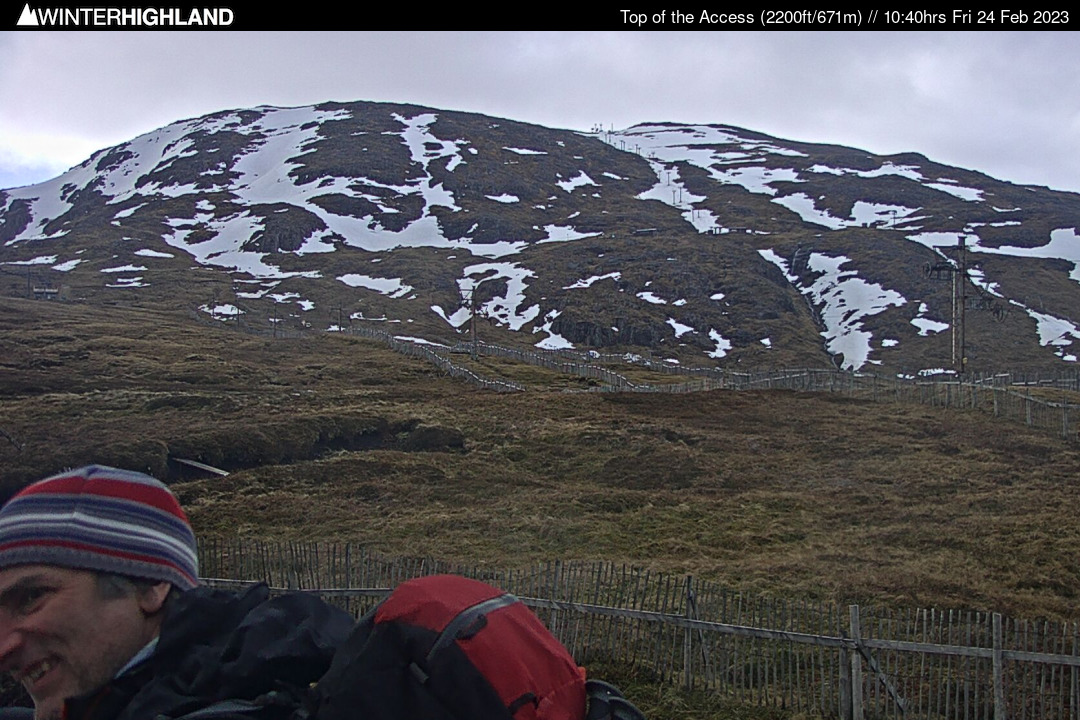 WINTERHIGHLAND
Top of the Access (2200ft/671m) // 10:40hrs Fri 24 Feb 2023